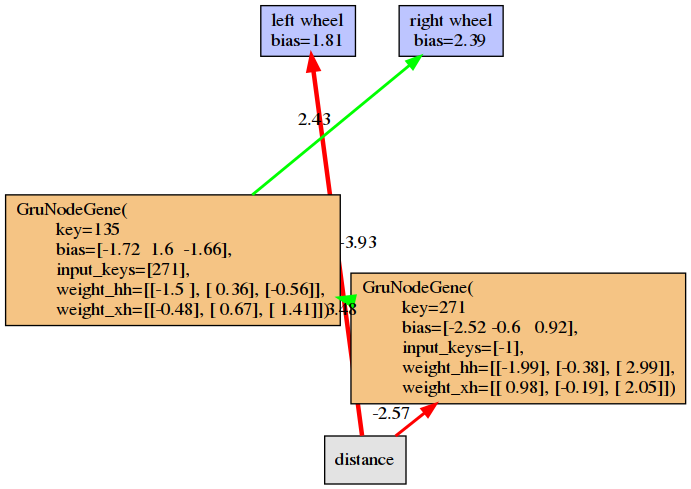 left wheel
bias=1.81
right wheel
bias=2.39
2.43
GruNodeGene(
key=135
bias=[-1.72  1.6  -1.66],
input_keys=[271],
weight_hh=[[-1.5 ], [ 0.36], [-0.56]],
weight_xh=[[-0.48], [ 0.67], [ 1.41]])
-3.93
3.48
GruNodeGene(
key=271
bias=[-2.52 -0.6   0.92],
input_keys=[-1],
weight_hh=[[-1.99], [-0.38], [ 2.99]],
weight_xh=[[ 0.98], [-0.19], [ 2.05]])
-2.57
distance